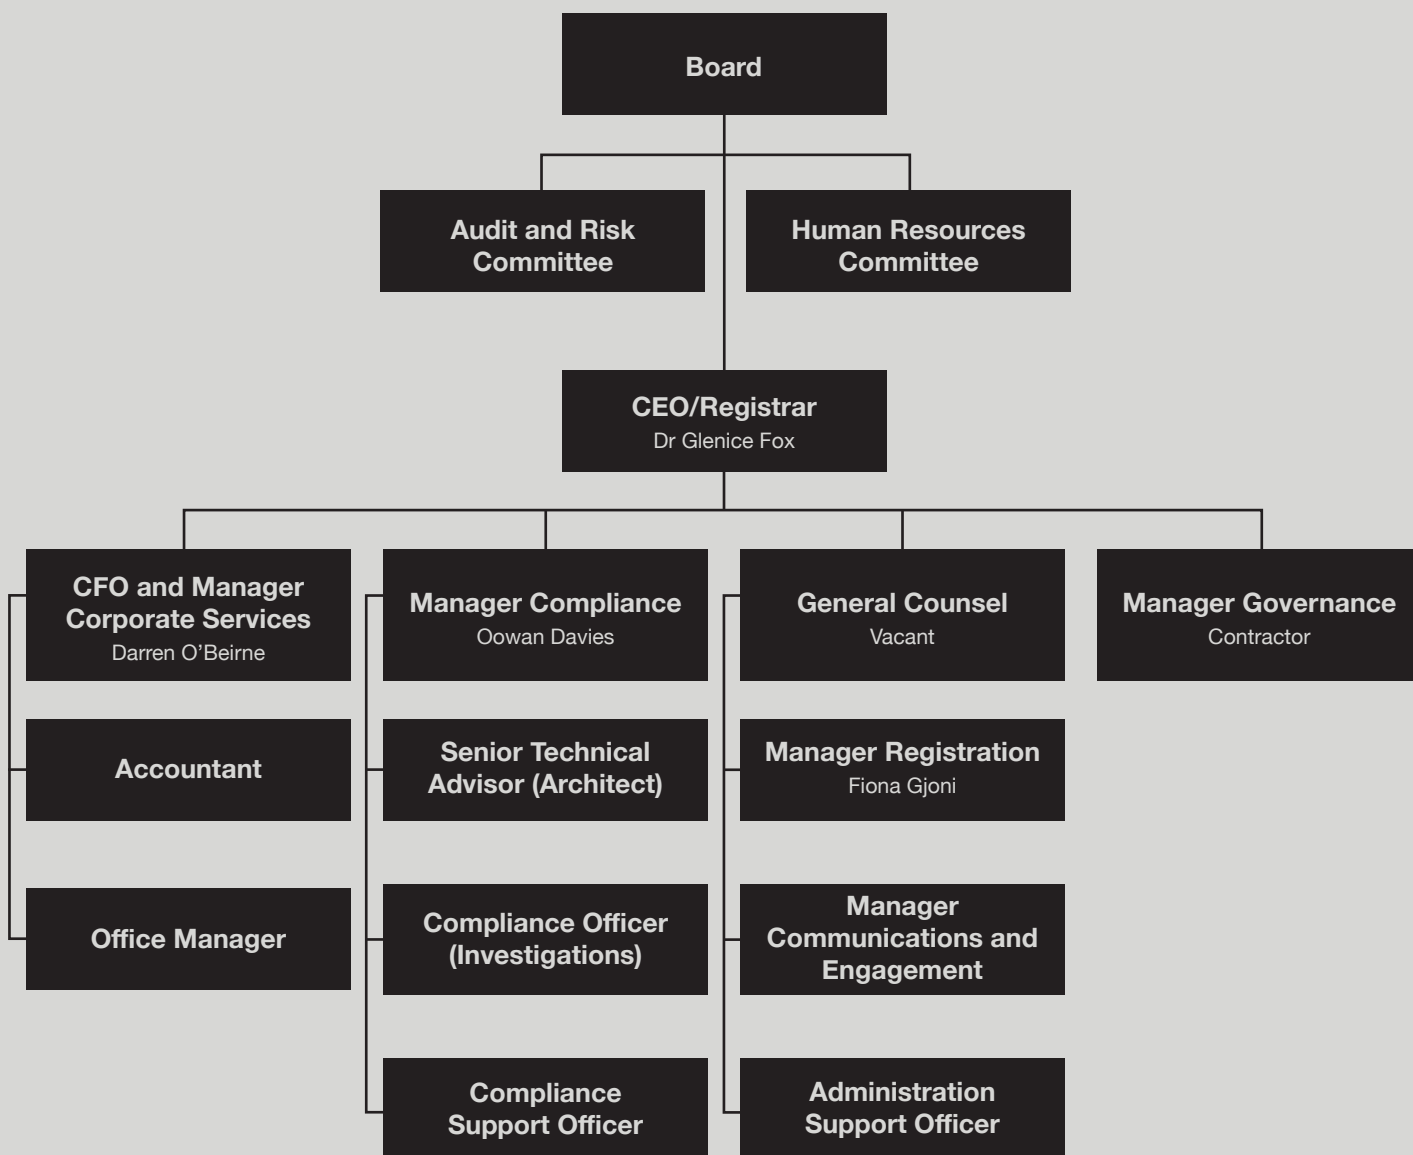 Board
Audit and Risk
Committee
Human Resources
Committee
CEO/Registrar
Dr Glenice Fox
CFO and Manager
Corporate Services
Darren O’Beirne
Manager Compliance
Oowan Davies
General Counsel
Vacant
Manager Governance
Contractor
Accountant
Senior Technical
Advisor (Architect)
Manager Registration
Fiona Gjoni
Office Manager
Compliance Officer
(Investigations)
Manager
Communications and
Engagement
Compliance
Support Officer
Administration
Support Officer